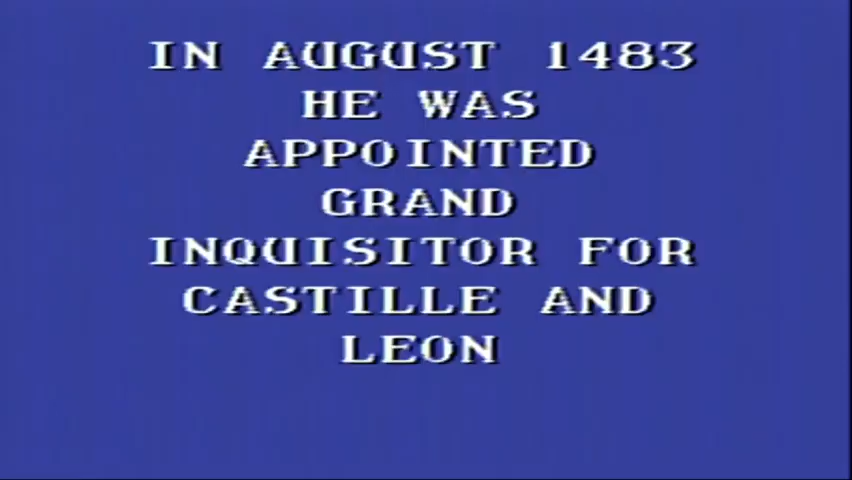 IN AUGUST 1483
HE WAS
APPOINTED
GRAND
INQUISITOR FOR
CASTILLE AND
LEON